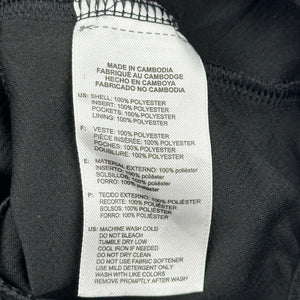 MADE IN CAMBODIA
FABRIQUÉ AU CAMBODGE
HECHO EN CAMBOYA
FABRICADO NO CAMBODJA
US: SHELL: 100% POLYESTER
INSERT: 100% POLYESTER
POCKETS: 100% POLYESTER
LINING: 100% POLYESTER
F: VESTE: 100% POLYESTER
PIÈCE INSÉRÉE: 100% POLYESTER
POCHES: 100% POLYESTER
DOUBLURE: 100% POLYESTER
E: MATERIAL EXTERNO: 100% poliéster
INSERTO: 100% poliéster
BOLSILLOS: 100% poliéster
FORRO: 100% poliéster
P: TECIDO EXTERNO: 100% poliéster
RECORTE: 100% POLIÉSTER
BOLSOS: 100% POLIÉSTER
FORRO: 100% POLIÉSTER
US: MACHINE WASH COLD
DO NOT BLEACH
TUMBLE DRY LOW
COOL IRON IF NEEDED
DO NOT DRY CLEAN
DO NOT USE FABRIC SOFTENER
USE MILD DETERGENT ONLY
WASH WITH LIKE COLORS
REMOVE PROMPTLY AFTER WASH